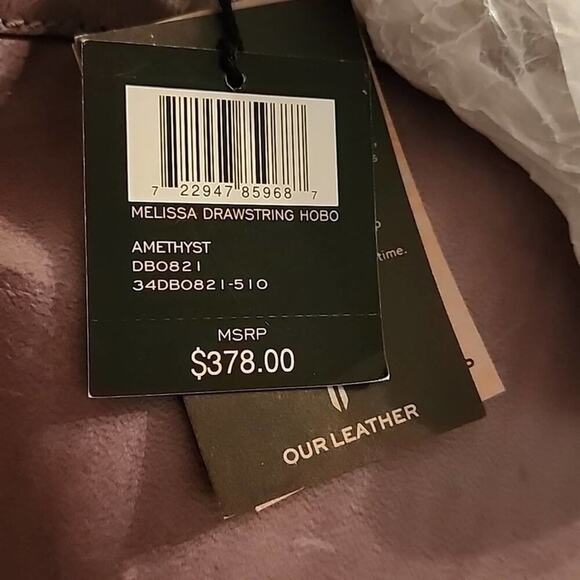 7 22947 85968 7
MELISSA DRAWSTRING HOBO
AMETHYST
DB0821
34DB0821-510
MSRP
$378.00
time.
OUR LEATHER